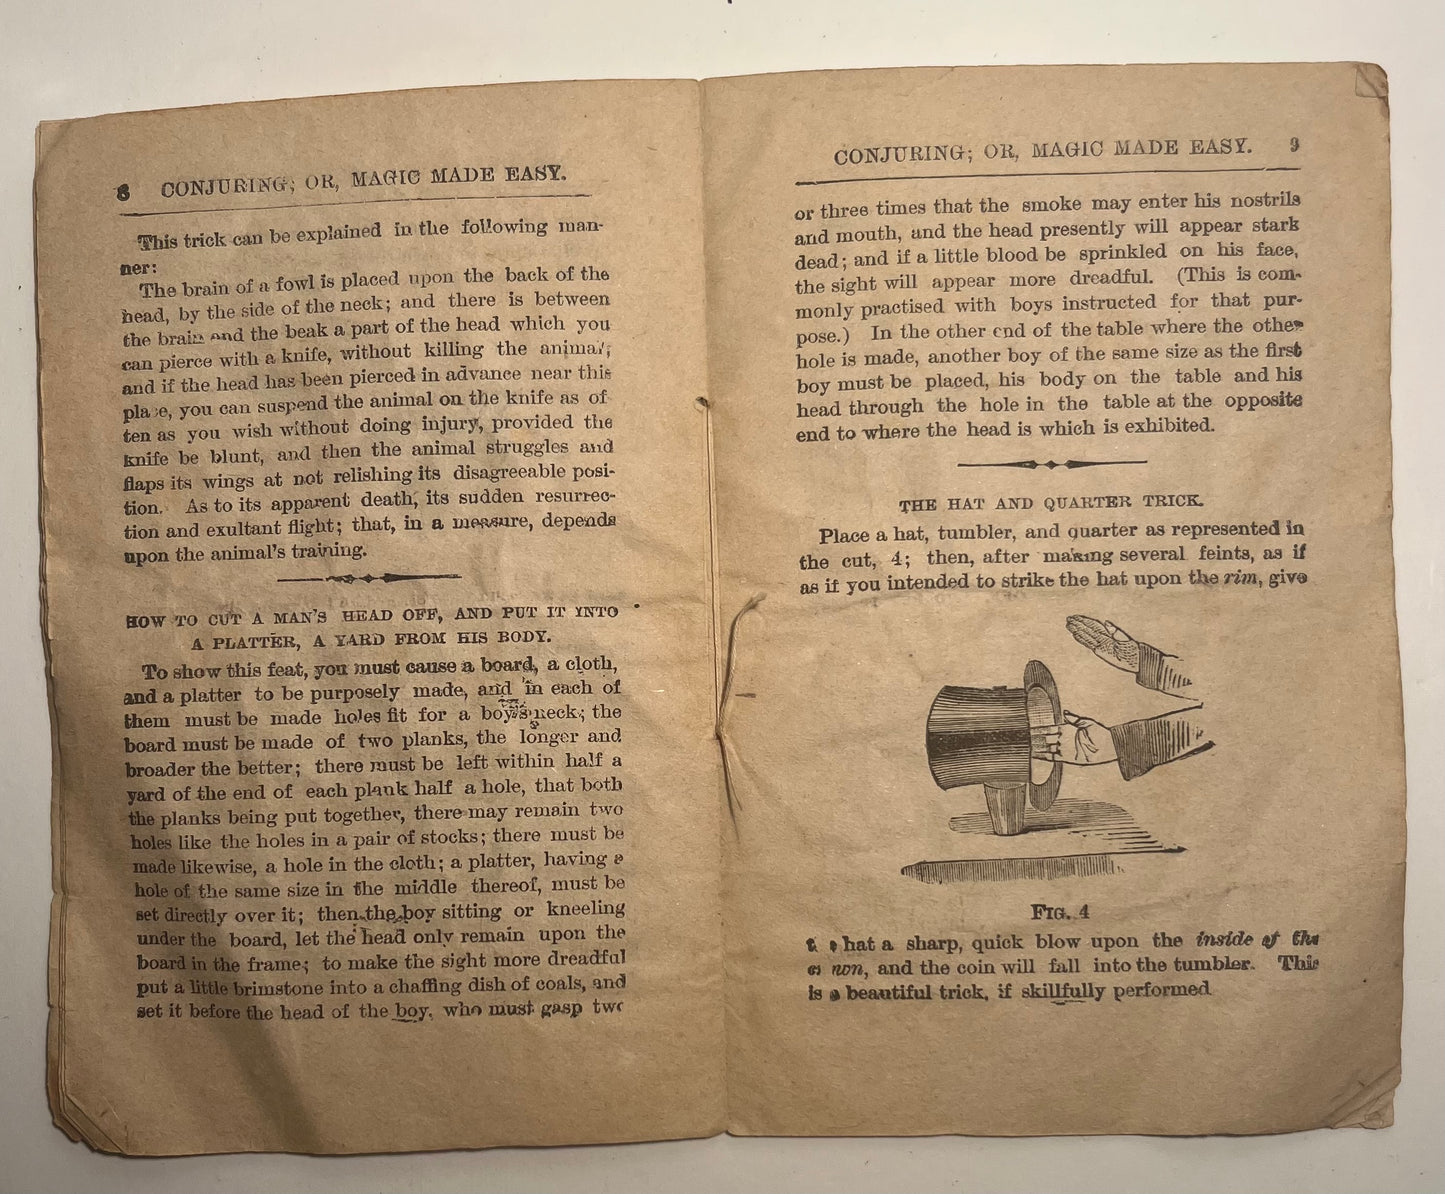 8 CONJURING; OR, MAGIC MADE EASY.
This trick can be explained in the following man-
ner:
The brain of a fowl is placed upon the back of the
head, by the side of the neck; and there is between
the brain and the beak a part of the head which you
can pierce with a knife, without killing the animal;
and if the head has been pierced in advance near this
place, you can suspend the animal on the knife as of
ten as you wish without doing injury, provided the
knife be blunt, and then the animal struggles and
flaps its wings at not relishing its disagreeable posi-
tion. As to its apparent death, its sudden resurrec-
tion and exultant flight; that, in a measure, depends
upon the animal's training.
HOW TO CUT A MAN'S HEAD OFF, AND PUT IT INTO
A PLATTER, A YARD FROM HIS BODY.
To show this feat, you must cause a board, a cloth,
and a platter to be purposely made, and in each of
them must be made holes fit for a boy's neck; the
board must be made of two planks, the longer and
broader the better; there must be left within half a
yard of the end of each plank half a hole, that both
the planks being put together, there may remain two
holes like the holes in a pair of stocks; there must be
made likewise, a hole in the cloth; a platter, having a
hole of the same size in the middle thereof, must be
set directly over it; then the boy sitting or kneeling
under the board, let the head only remain upon the
board in the frame; to make the sight more dreadful
put a little brimstone into a chaffing dish of coals, and
set it before the head of the boy, who must gasp two
CONJURING; OR, MAGIC MADE EASY. 9
or three times that the smoke may enter his nostrils
and mouth, and the head presently will appear stark
dead; and if a little blood be sprinkled on his face,
the sight will appear more dreadful. (This is com-
monly practised with boys instructed for that pur-
pose.) In the other end of the table where the other
hole is made, another boy of the same size as the first
boy must be placed, his body on the table and his
head through the hole in the table at the opposite
end to where the head is which is exhibited.
THE HAT AND QUARTER TRICK.
Place a hat, tumbler, and quarter as represented in
the cut, 4; then, after making several feints, as if
as if you intended to strike the hat upon the rim, give
FIG. 4
hat a sharp, quick blow upon the inside of the
and the coin will fall into the tumbler. This
is a beautiful trick, if skillfully performed